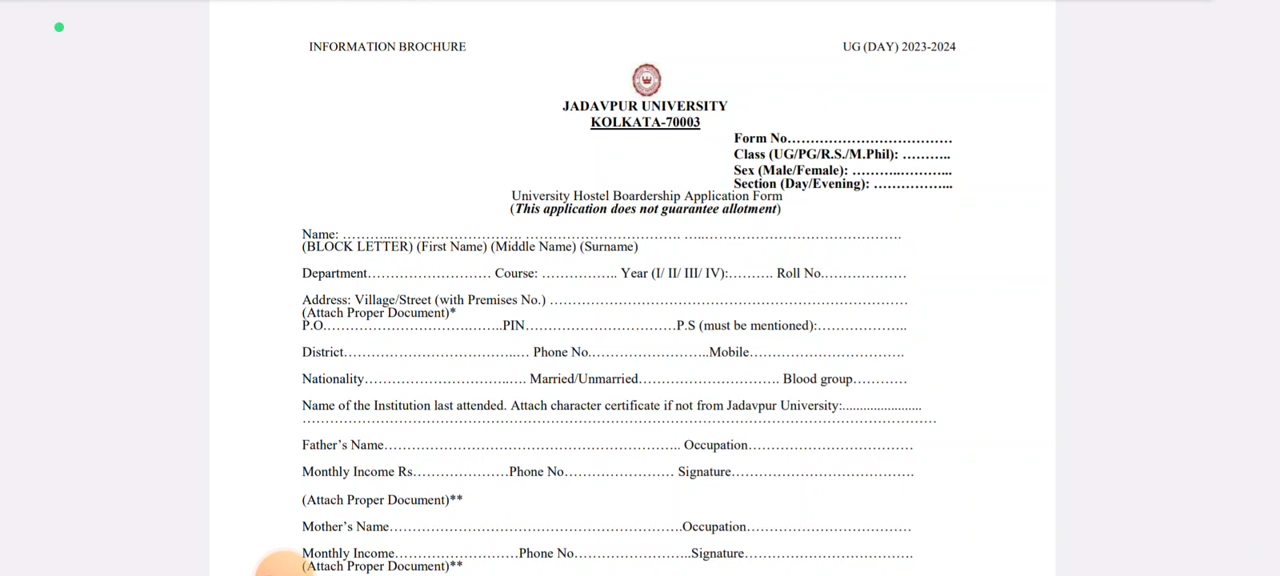 INFORMATION BROCHURE UG (DAY) 2023-2024
JADAVPUR UNIVERSITY
KOLKATA-70003
Form No.……………………………
Class (UG/PG/R.S./M.Phil): ………..
Sex (Male/Female): ………..………...
Section (Day/Evening): ……………...
University Hostel Boardership Application Form
(This application does not guarantee allotment)
Name: ………...………………………. ………………………………… …..…………………………………….
(BLOCK LETTER) (First Name) (Middle Name) (Surname)
Department……………………… Course: …………….. Year (I/ II/ III/ IV):………. Roll No.………………
Address: Village/Street (with Premises No.) ……………………………………………………………………
(Attach Proper Document)*
P.O.………………………….……..PIN……………………………P.S (must be mentioned):………………..
District……………………………….…. Phone No.……………………..Mobile…………………………….
Nationality………………………….…. Married/Unmarried…………………………. Blood group…………
Name of the Institution last attended. Attach character certificate if not from Jadavpur University:........................
……………………………………………………………………………………………………………………
Father’s Name……………………………………………………….. Occupation………………………………
Monthly Income Rs.…………………Phone No.…………………… Signature…………………………………
(Attach Proper Document)**
Mother’s Name……………………………………………………….Occupation………………………………
Monthly Income………………………Phone No.……………………..Signature………………………………
(Attach Proper Document)**